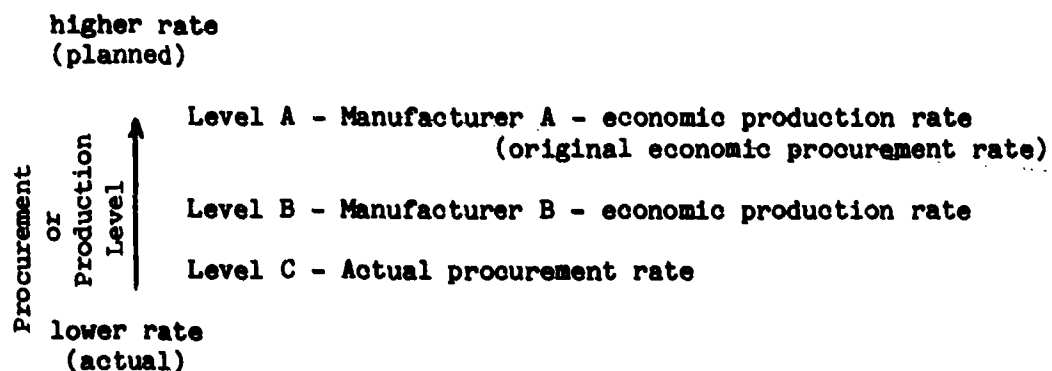 higher rate
(planned)
Level A - Manufacturer A - economic production rate
(original economic procurement rate)
Procurement
or
Production
Level
Level B - Manufacturer B - economic production rate
Level C - Actual procurement rate
lower rate
(actual)